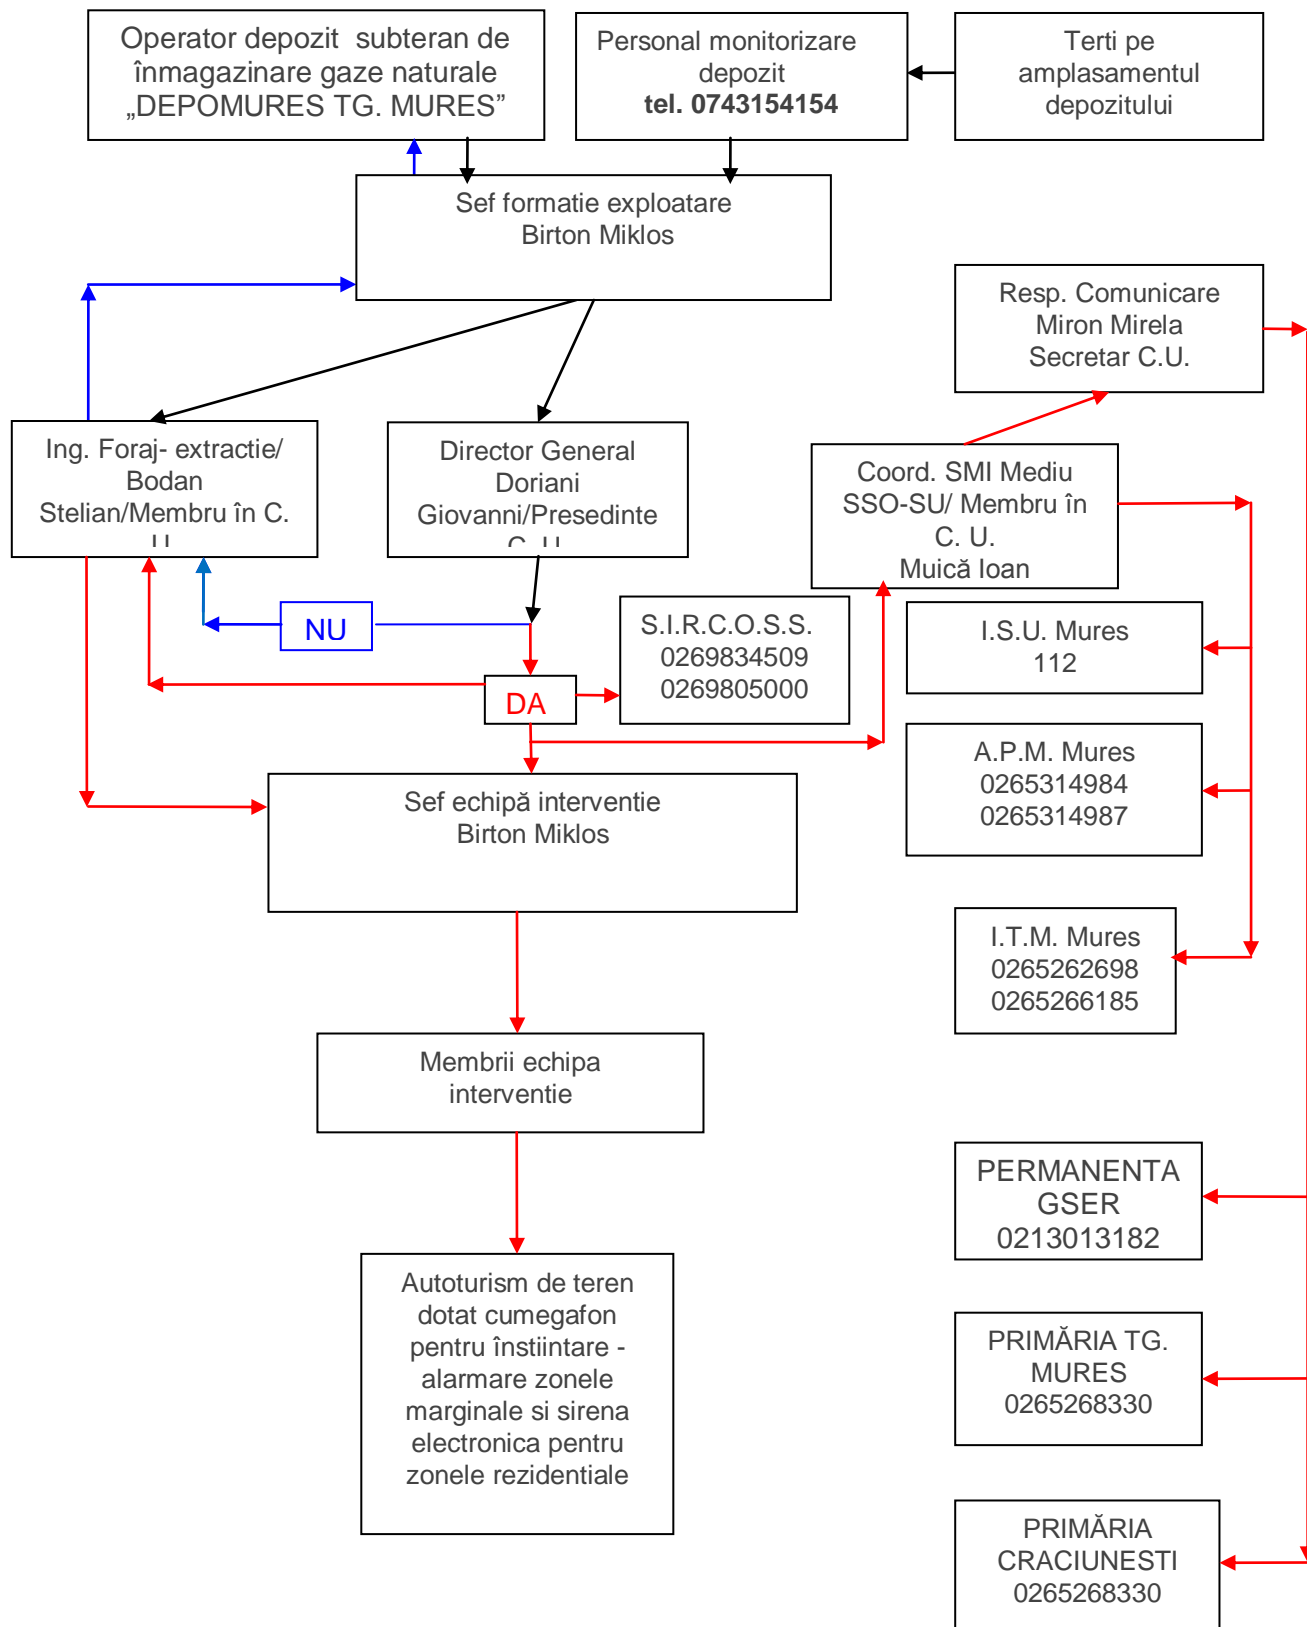 Operator depozit  subteran de
înmagazinare gaze naturale
„DEPOMURES TG. MURES”
Personal monitorizare
depozit
tel. 0743154154
Terti pe
amplasamentul
depozitului
Sef formatie exploatare
Birton Miklos
Resp. Comunicare
Miron Mirela
Secretar C.U.
Ing. Foraj- extractie/
Bodan
Stelian/Membru în C.
U
Director General
Doriani
Giovanni/Presedinte
C. U
Coord. SMI Mediu
SSO-SU/ Membru în
C. U.
Muică Ioan
NU
DA
S.I.R.C.O.S.S.
0269834509
0269805000
I.S.U. Mures
112
A.P.M. Mures
0265314984
0265314987
Sef echipă interventie
Birton Miklos
I.T.M. Mures
0265262698
0265266185
Membrii echipa
interventie
PERMANENTA
GSER
0213013182
Autoturism de teren
dotat cumegafon
pentru înstiintare -
alarmare zonele
marginale si sirena
electronica pentru
zonele rezidentiale
PRIMĂRIA TG.
MURES
0265268330
PRIMĂRIA
CRACIUNESTI
0265268330